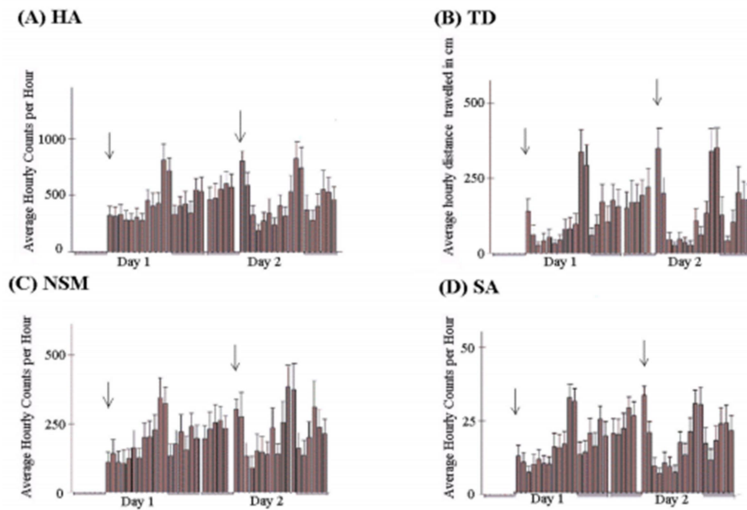 (A) HA
Average Hourly Counts per Hour
1000
500
0
Day 1 Day 2
(B) TD
Average hourly distance travelled in cm
500
250
0
Day 1 Day 2
(C) NSM
Average Hourly Counts per Hour
500
250
0
Day 1 Day 2
(D) SA
Average Hourly Counts per Hour
50
25
0
Day 1 Day 2